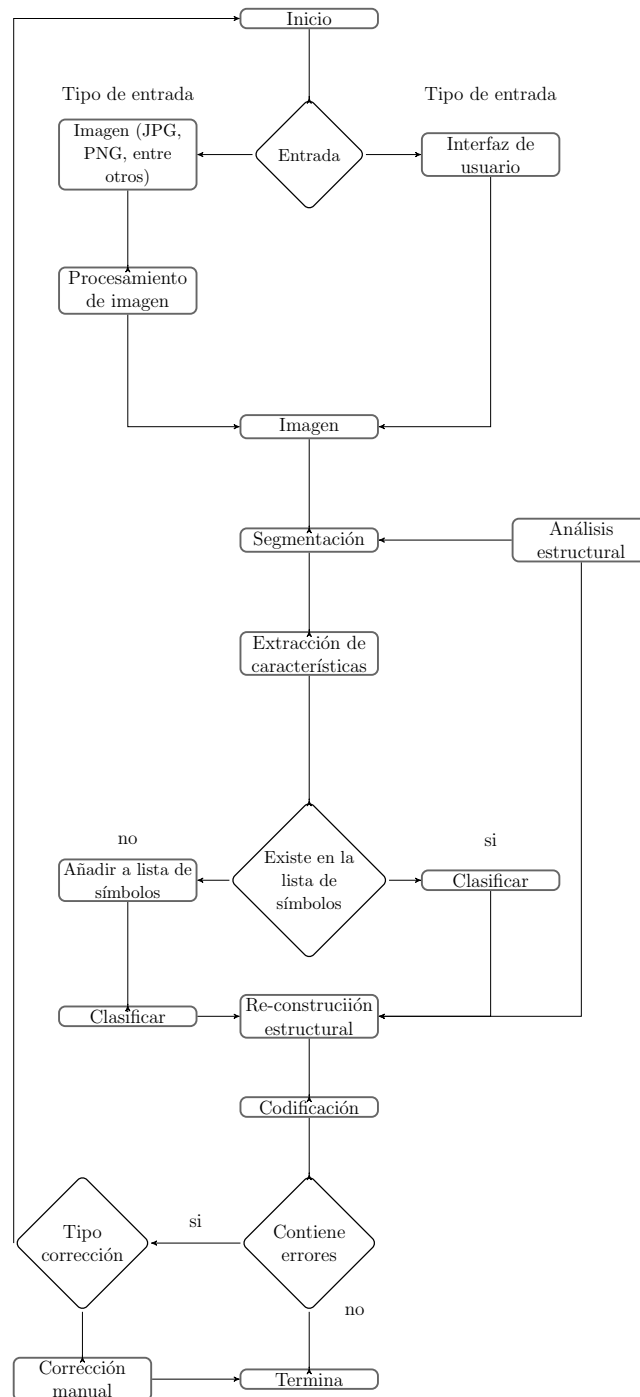 Inicio
Tipo de entrada
Tipo de entrada
Imagen (JPG,
PNG, entre
otros)
Entrada
Interfaz de
usuario
Procesamiento
de imagen
Imagen
Segmentación
Análisis
estructural
Extracción de
características
no
si
Añadir a lista de
símbolos
Existe en la
lista de
símbolos
Clasificar
Clasificar
Re-construciión
estructural
Codificación
Tipo
corrección
si
Contiene
errores
no
Corrección
manual
Termina